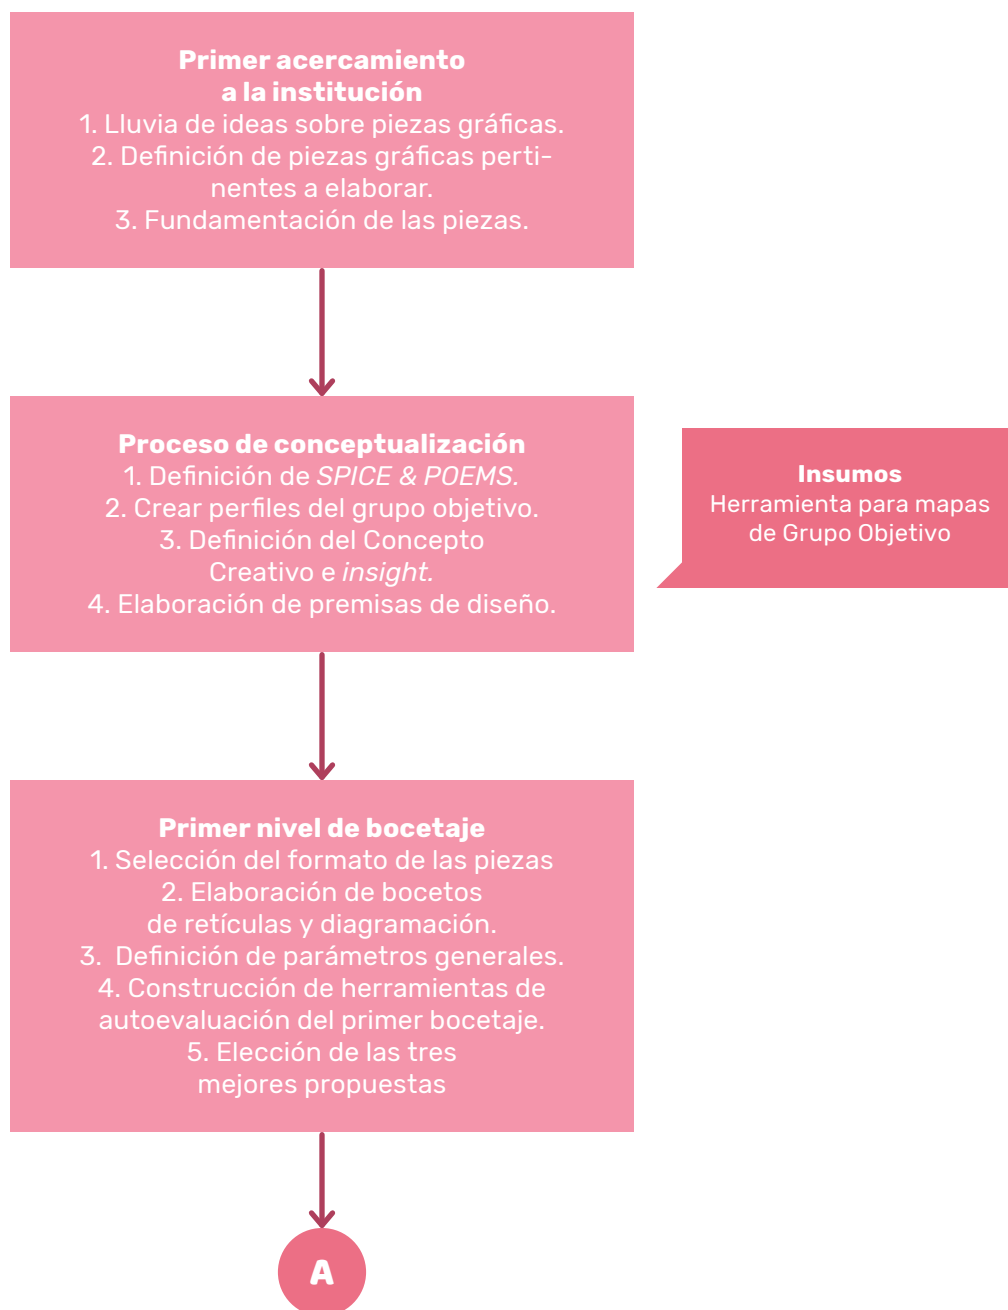 Primer acercamiento
a la institución
1. Lluvia de ideas sobre piezas gráficas.
2. Definición de piezas gráficas perti-
nentes a elaborar.
3. Fundamentación de las piezas.
Proceso de conceptualización
1. Definición de SPICE & POEMS.
2. Crear perfiles del grupo objetivo.
3. Definición del Concepto
Creativo e insight.
4. Elaboración de premisas de diseño.
Insumos
Herramienta para mapas
de Grupo Objetivo
Primer nivel de bocetaje
1. Selección del formato de las piezas
2. Elaboración de bocetos
de retículas y diagramación.
3. Definición de parámetros generales.
4. Construcción de herramientas de
autoevaluación del primer bocetaje.
5. Elección de las tres
mejores propuestas
A